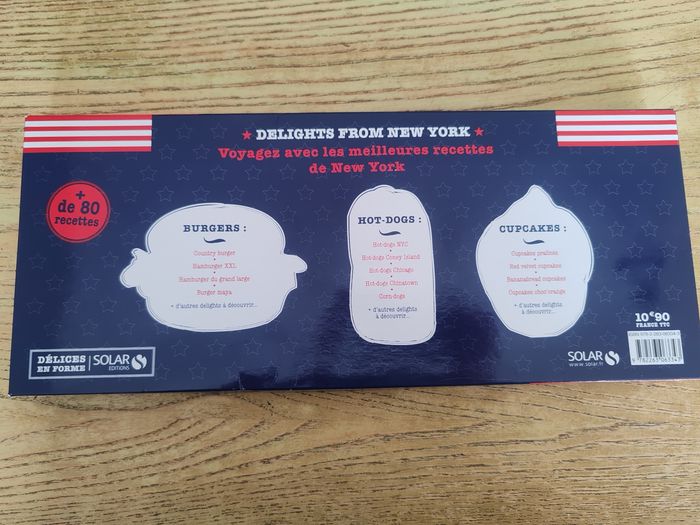 ★ DELIGHTS FROM NEW YORK ★
Voyagez avec les meilleures recettes
de New York
+
de 80
recettes
BURGERS :
Country burger
•
Hamburger XXL
•
Hamburger du grand large
•
Burger maya
+ d'autres delights
à découvrir...
HOT-DOGS :
Hot-dogs NYC
•
Hot-dogs Coney Island
•
Hot-dogs Chicago
•
Hot-dogs Chinatown
•
Corn-dogs
+ d'autres delights
à découvrir...
CUPCAKES :
Cupcakes pralinés
•
Red velvet cupcakes
•
Bananabread cupcakes
•
Cupcakes choc'orange
+ d'autres delights
à découvrir...
DÉLICES
EN FORME
SOLAR
EDITIONS
SOLAR
www.solar.fr
10€90
FRANCE TTC
9 782263 063343